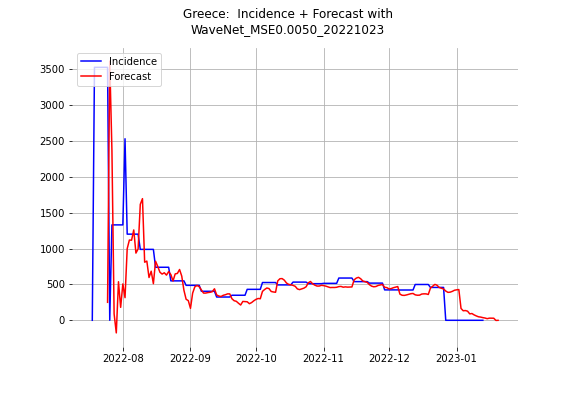 Greece:  Incidence + Forecast with
WaveNet_MSE0.0050_20221023
Incidence
Forecast
3500
3000
2500
2000
1500
1000
500
0
2022-08 2022-09 2022-10 2022-11 2022-12 2023-01